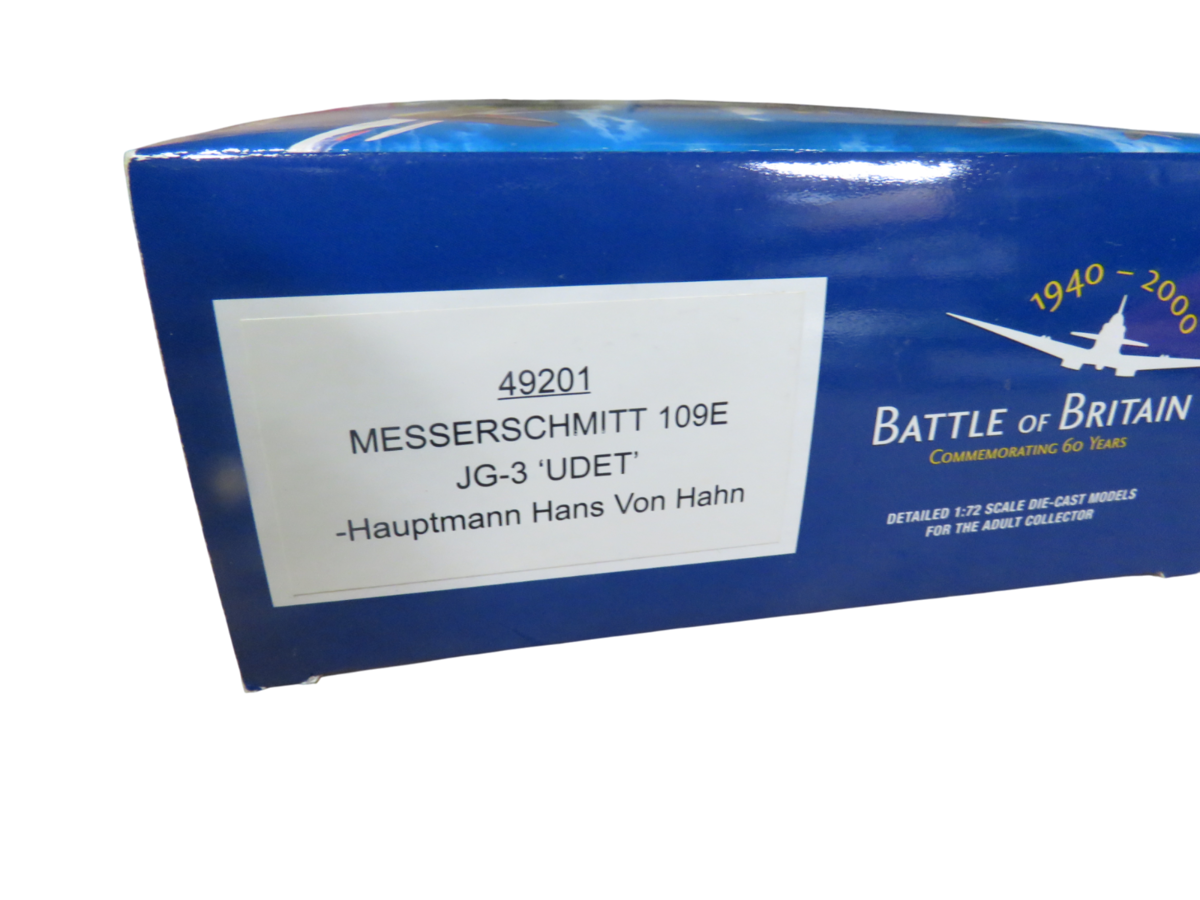 49201
MESSERSCHMITT 109E
JG-3 ‘UDET’
-Hauptmann Hans Von Hahn
1940 – 2000
BATTLE OF BRITAIN
COMMEMORATING 60 YEARS
DETAILED 1:72 SCALE DIE-CAST MODELS
FOR THE ADULT COLLECTOR